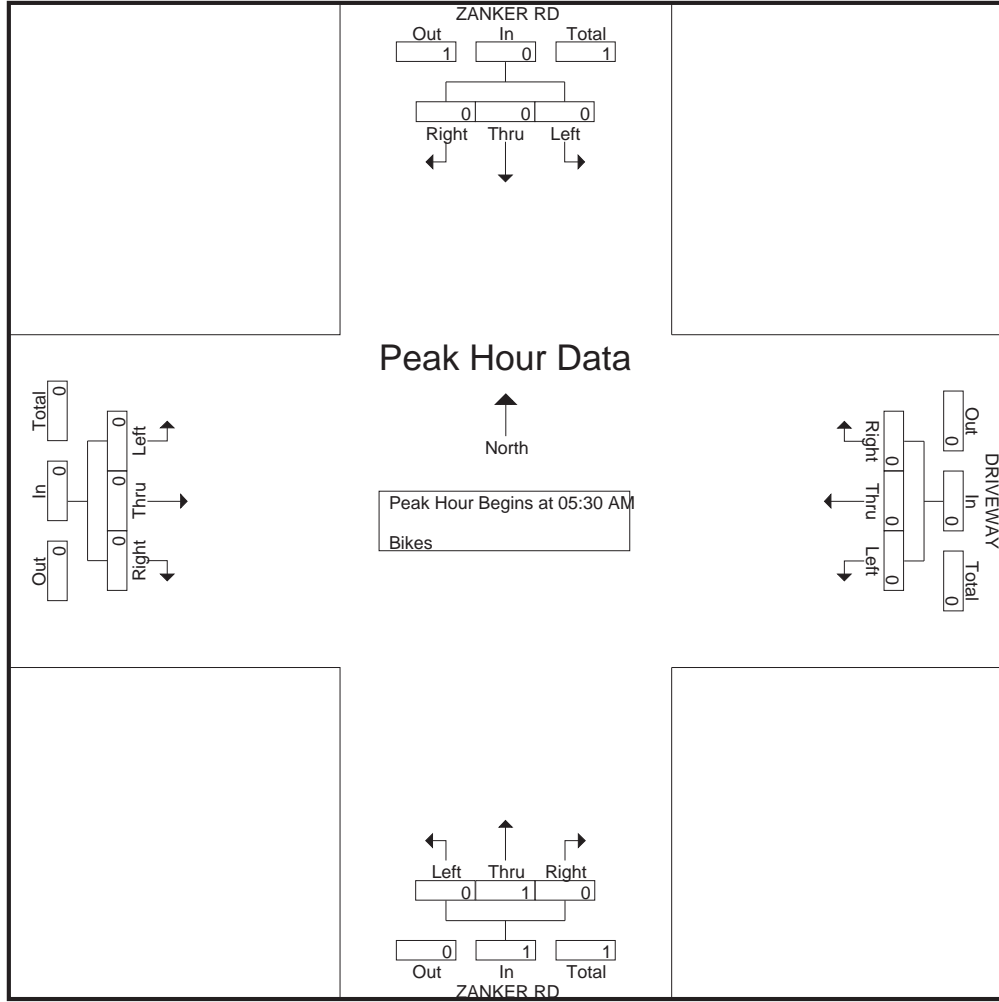 ZANKER RD
Out In Total
1 0 1
0 0 0
Right Thru Left
Peak Hour Data
North
Peak Hour Begins at 05:30 AM
Bikes
Total In Out
0 0 0
0 0 0
Left Thru Right
Right Thru Left
0 0 0
Out In Total
0 0 0
DRIVEWAY
Left Thru Right
0 1 0
0 1 1
Out In Total
ZANKER RD